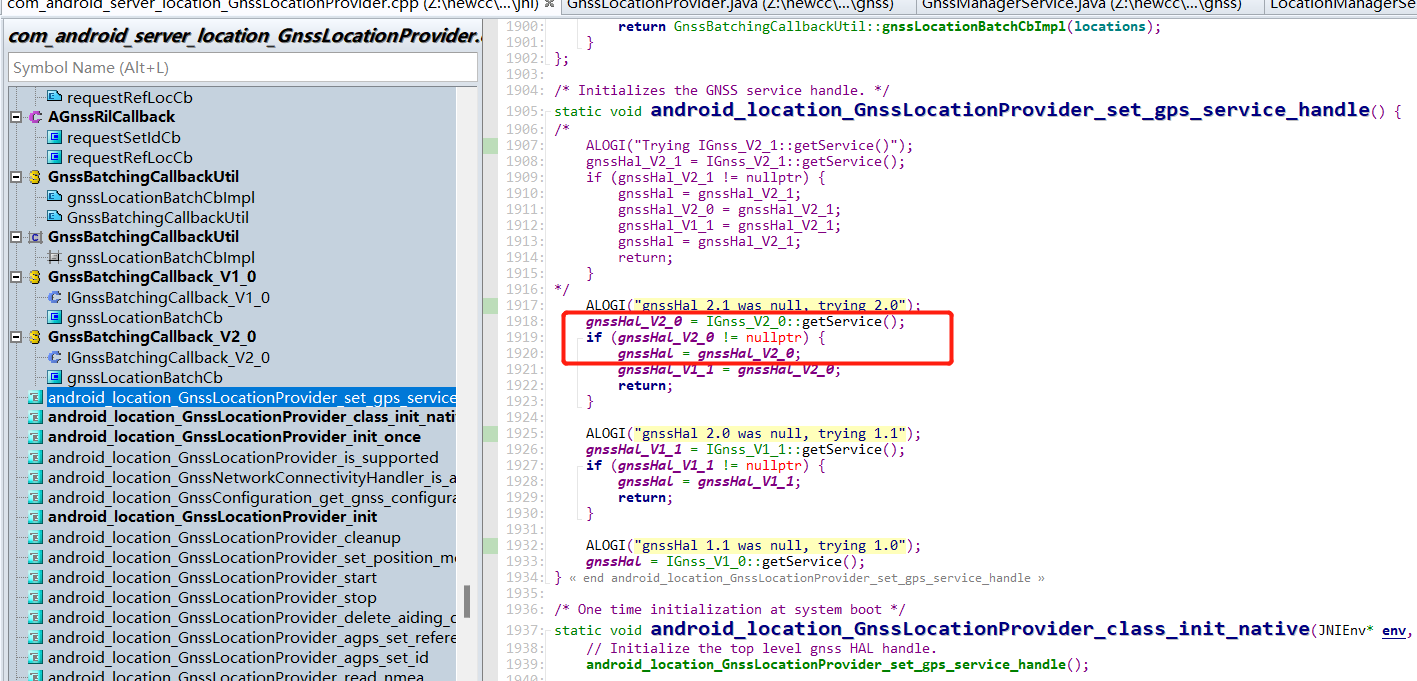 com_android_server_location_GnssLocationProvider.cpp (Z:\newcc\...\jni)
GnssLocationProvider.java (Z:\newcc\...\gnss)
GnssManagerService.java (Z:\newcc\...\gnss)
LocationManagerSe
com_android_server_location_GnssLocationProvider.
Symbol Name (Alt+L)
requestRefLocCb
AGnssRilCallback
requestSetIdCb
requestRefLocCb
GnssBatchingCallbackUtil
gnssLocationBatchCbImpl
GnssBatchingCallbackUtil
GnssBatchingCallbackUtil
gnssLocationBatchCbImpl
GnssBatchingCallback_V1_0
IGnssBatchingCallback_V1_0
gnssLocationBatchCb
GnssBatchingCallback_V2_0
IGnssBatchingCallback_V2_0
gnssLocationBatchCb
android_location_GnssLocationProvider_set_gps_service
android_location_GnssLocationProvider_class_init_nati
android_location_GnssLocationProvider_init_once
android_location_GnssLocationProvider_is_supported
android_location_GnssNetworkConnectivityHandler_is_a
android_location_GnssConfiguration_get_gnss_configura
android_location_GnssLocationProvider_init
android_location_GnssLocationProvider_cleanup
android_location_GnssLocationProvider_set_position_m
android_location_GnssLocationProvider_start
android_location_GnssLocationProvider_stop
android_location_GnssLocationProvider_delete_aiding_d
android_location_GnssLocationProvider_agps_set_refere
android_location_GnssLocationProvider_agps_set_id
android_location_GnssLocationProvider_read_nmea
1900: return GnssBatchingCallbackUtil::gnssLocationBatchCbImpl(locations);
1901: }
1902: };
1903:
1904: /* Initializes the GNSS service handle. */
1905: static void android_location_GnssLocationProvider_set_gps_service_handle() {
1906: /*
1907: ALOGI("Trying IGnss_V2_1::getService()");
1908: gnssHal_V2_1 = IGnss_V2_1::getService();
1909: if (gnssHal_V2_1 != nullptr) {
1910: gnssHal = gnssHal_V2_1;
1911: gnssHal_V2_0 = gnssHal_V2_1;
1912: gnssHal_V1_1 = gnssHal_V2_1;
1913: gnssHal = gnssHal_V2_1;
1914: return;
1915: }
1916: */
1917: ALOGI("gnssHal 2.1 was null, trying 2.0");
1918: gnssHal_V2_0 = IGnss_V2_0::getService();
1919: if (gnssHal_V2_0 != nullptr) {
1920: gnssHal = gnssHal_V2_0;
1921: gnssHal_V1_1 = gnssHal_V2_0;
1922: return;
1923: }
1924:
1925: ALOGI("gnssHal 2.0 was null, trying 1.1");
1926: gnssHal_V1_1 = IGnss_V1_1::getService();
1927: if (gnssHal_V1_1 != nullptr) {
1928: gnssHal = gnssHal_V1_1;
1929: return;
1930: }
1931:
1932: ALOGI("gnssHal 1.1 was null, trying 1.0");
1933: gnssHal = IGnss_V1_0::getService();
1934: } « end android_location_GnssLocationProvider_set_gps_service_handle »
1935:
1936: /* One time initialization at system boot */
1937: static void android_location_GnssLocationProvider_class_init_native(JNIEnv* env,
1938: // Initialize the top level gnss HAL handle.
1939: android_location_GnssLocationProvider_set_gps_service_handle();
1940: